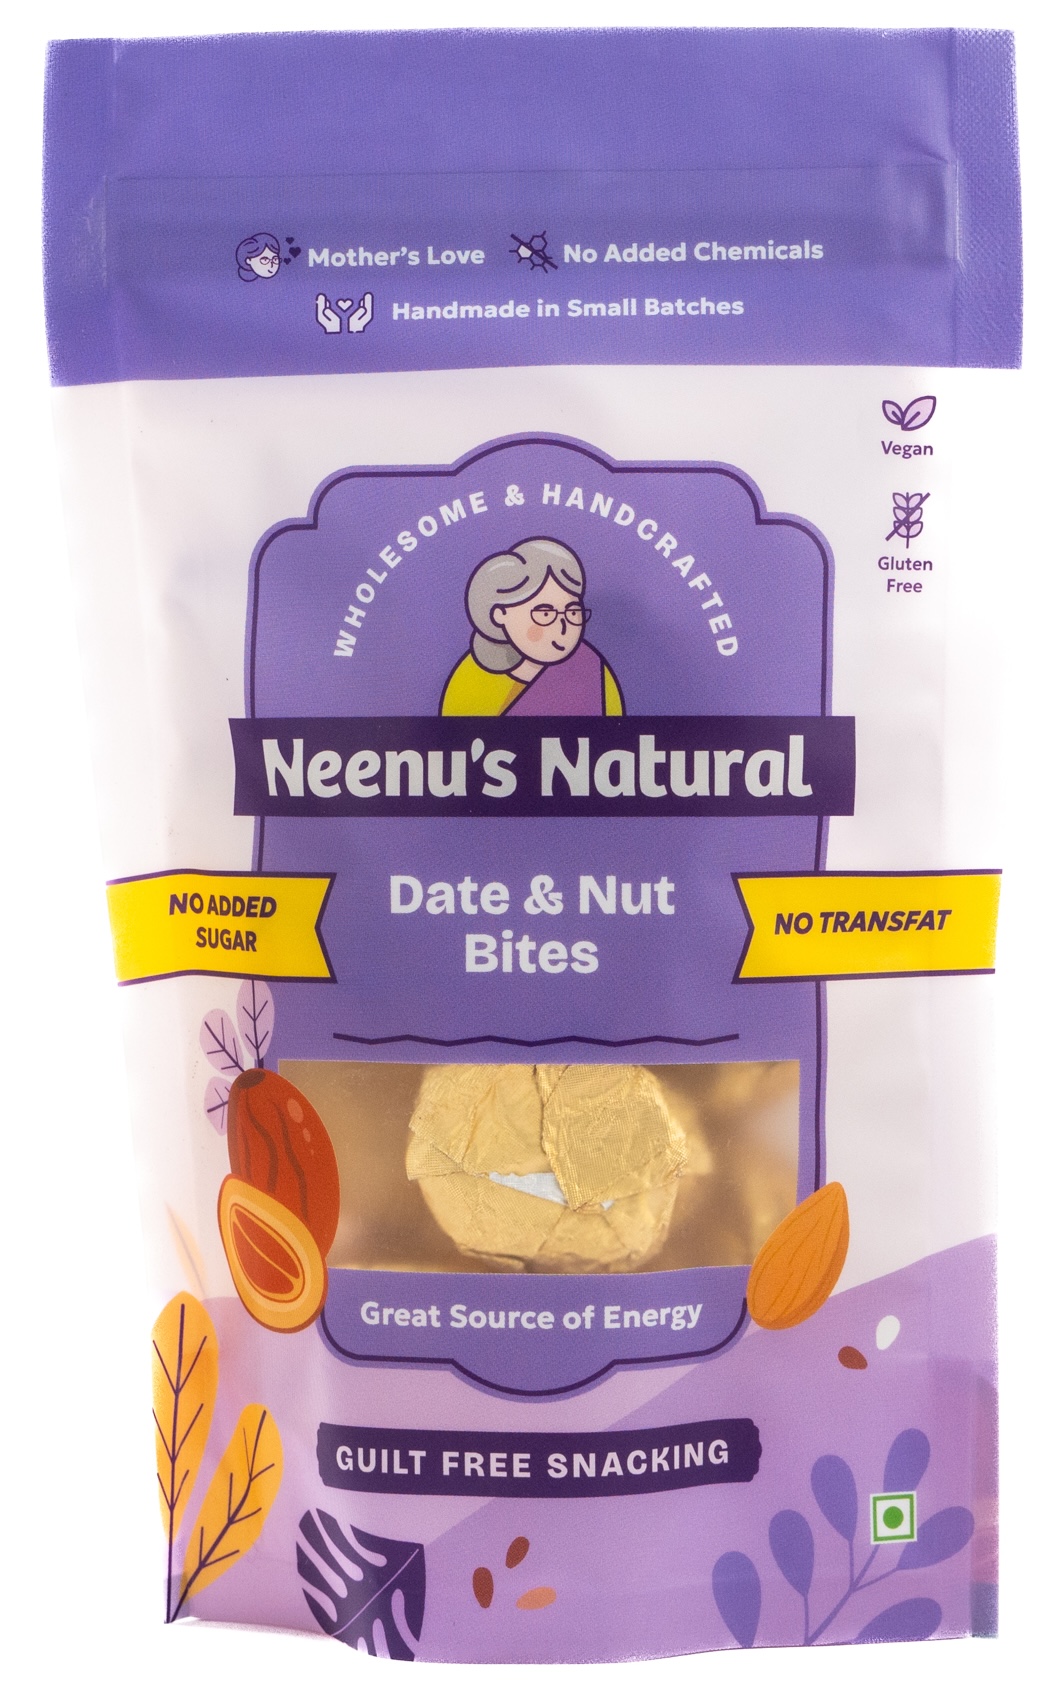 Mother's Love
No Added Chemicals
Handmade in Small Batches
Vegan
Gluten
Free
WHOLESOME & HANDCRAFTED
Neenu's Natural
Date & Nut
Bites
NO ADDED
SUGAR
NO TRANSFAT
Great Source of Energy
GUILT FREE SNACKING